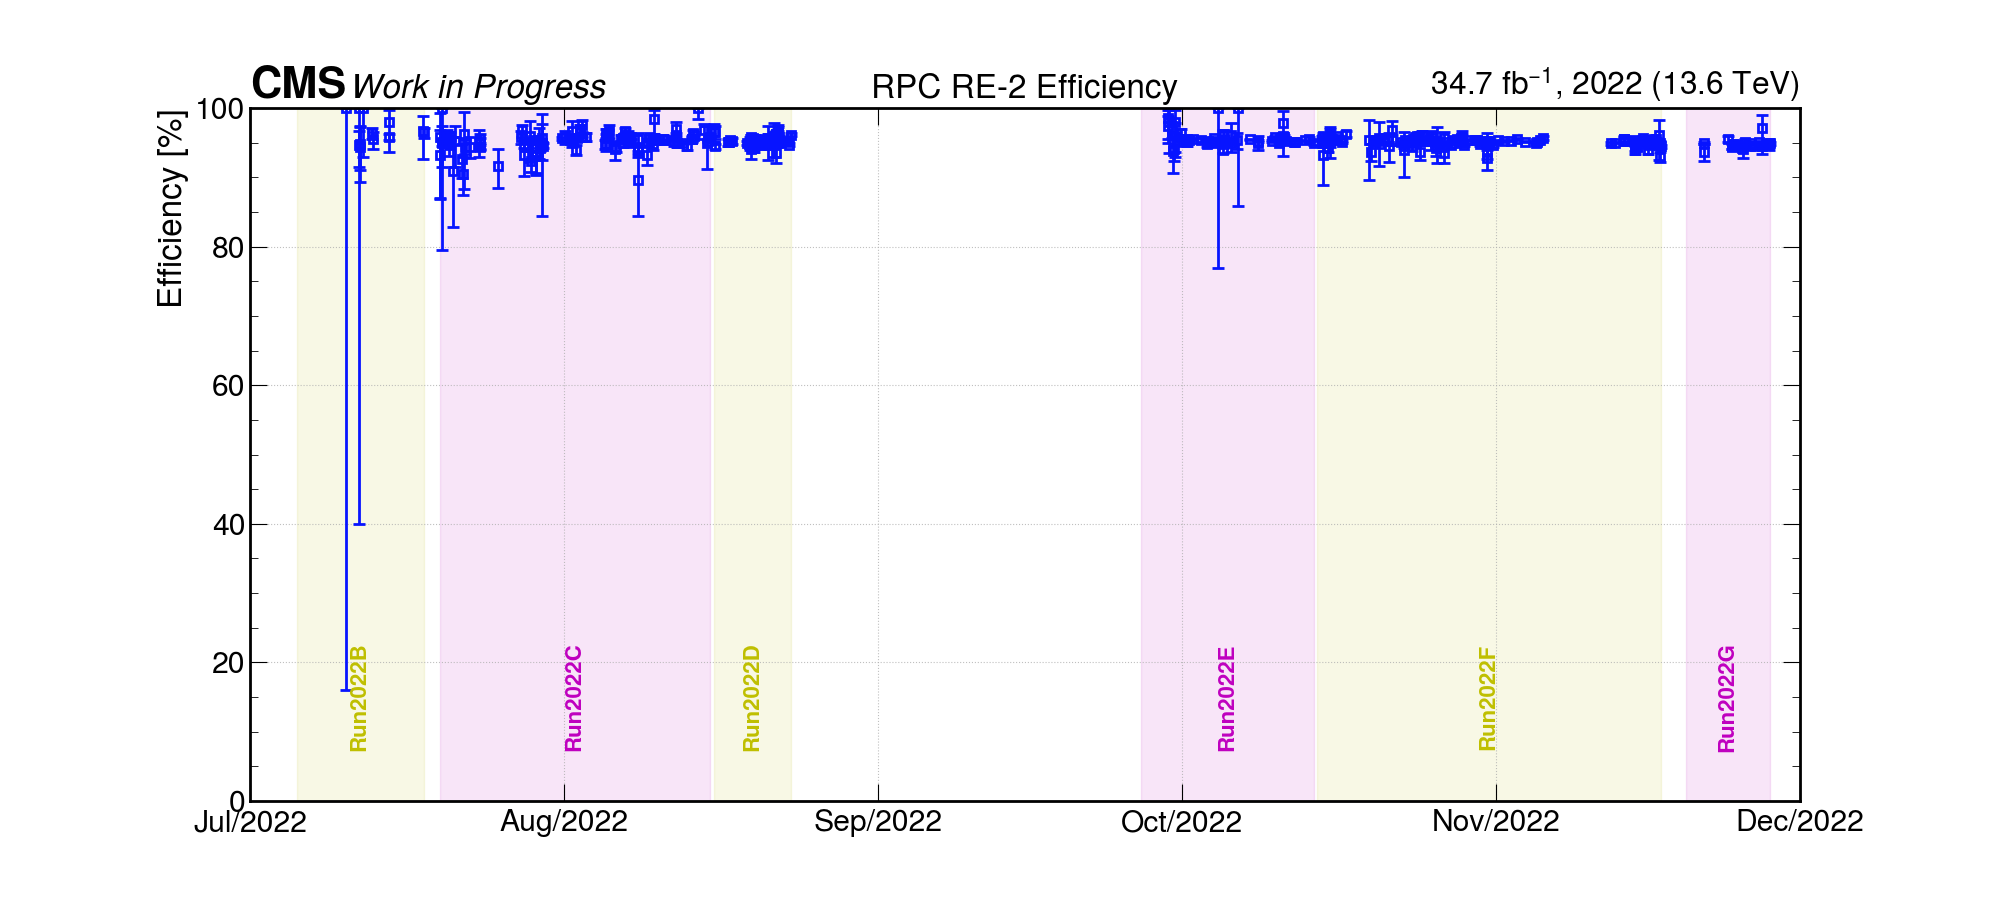 CMS Work in Progress RPC RE-2 Efficiency 34.7 fb⁻¹, 2022 (13.6 TeV)
Efficiency [%]
100
80
60
40
20
0
Run2022B Run2022C Run2022D Run2022E Run2022F Run2022G
Jul/2022 Aug/2022 Sep/2022 Oct/2022 Nov/2022 Dec/2022